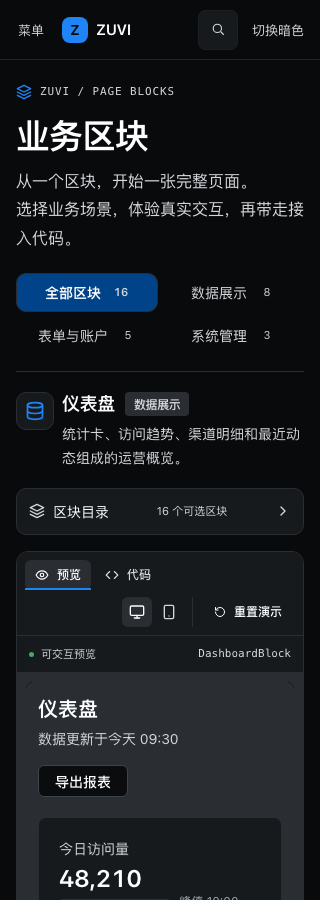 菜单
Z
ZUVI
切换暗色
ZUVI / PAGE BLOCKS
业务区块
从一个区块，开始一张完整页面。
选择业务场景，体验真实交互，再带走接
入代码。
全部区块 16
数据展示 8
表单与账户 5
系统管理 3
仪表盘
数据展示
统计卡、访问趋势、渠道明细和最近动
态组成的运营概览。
区块目录
16 个可选区块
预览
代码
重置演示
可交互预览
DashboardBlock
仪表盘
数据更新于今天 09:30
导出报表
今日访问量
48,210